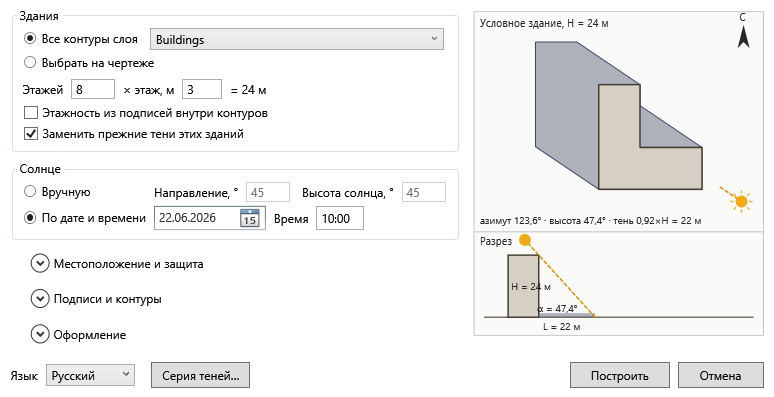 Здания
Все контуры слоя
Buildings
Выбрать на чертеже
Этажей 8 × этаж, м 3 = 24 м
Этажность из подписей внутри контуров
Заменить прежние тени этих зданий
Солнце
Вручную Направление, ° 45 Высота солнца, ° 45
По дате и времени 22.06.2026 15 Время 10:00
Местоположение и защита
Подписи и контуры
Оформление
Язык Русский Серия теней...
Условное здание, H = 24 м
С
азимут 123,6° · высота 47,4° · тень 0,92×H = 22 м
Разрез
H = 24 м
α = 47,4°
L = 22 м
Построить Отмена